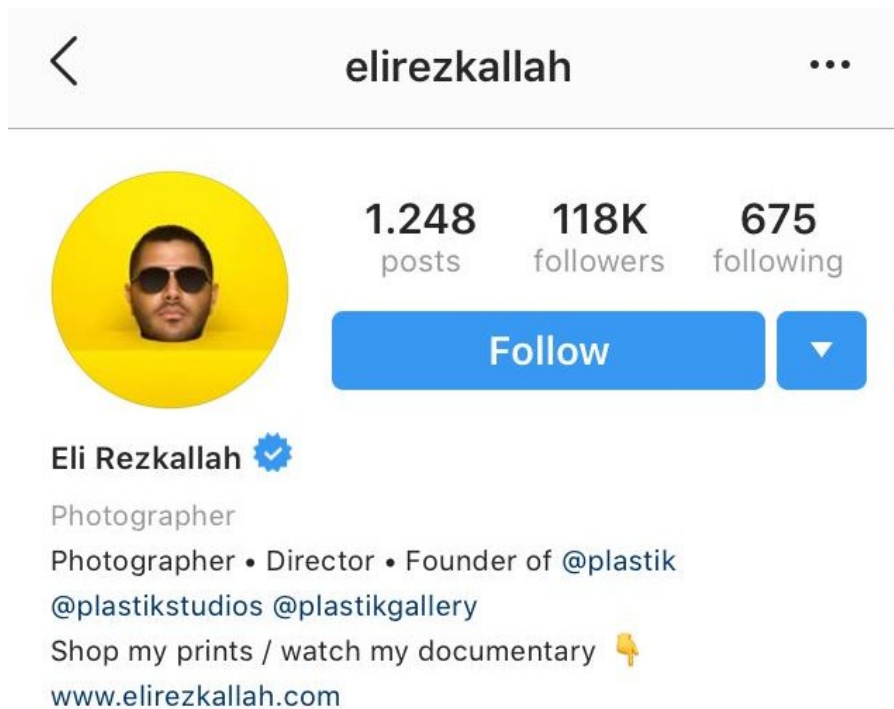 elirezkallah
1.248 118K 675
posts followers following
Follow
Eli Rezkallah
Photographer
Photographer • Director • Founder of @plastik
@plastikstudios @plastikgallery
Shop my prints / watch my documentary 👇
www.elirezkallah.com